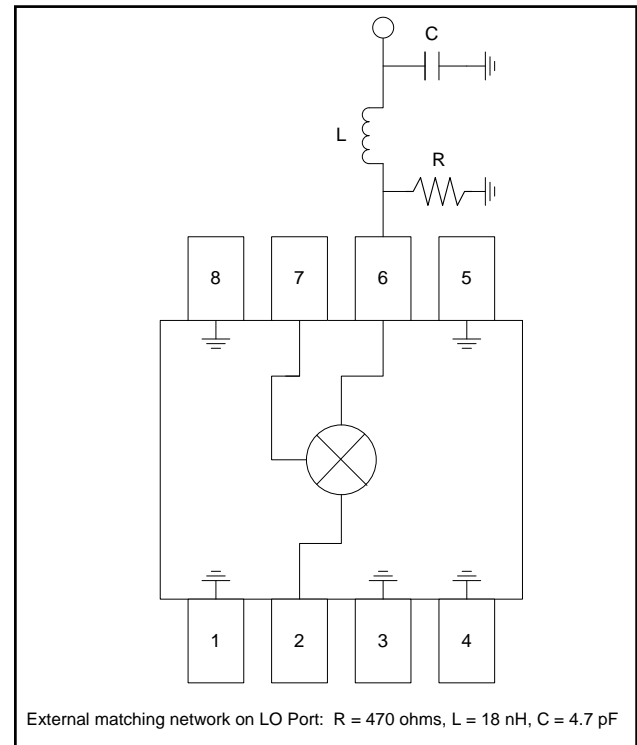 C
L
R
8 7 6 5
1 2 3 4
External matching network on LO Port: R = 470 ohms, L = 18 nH, C = 4.7 pF